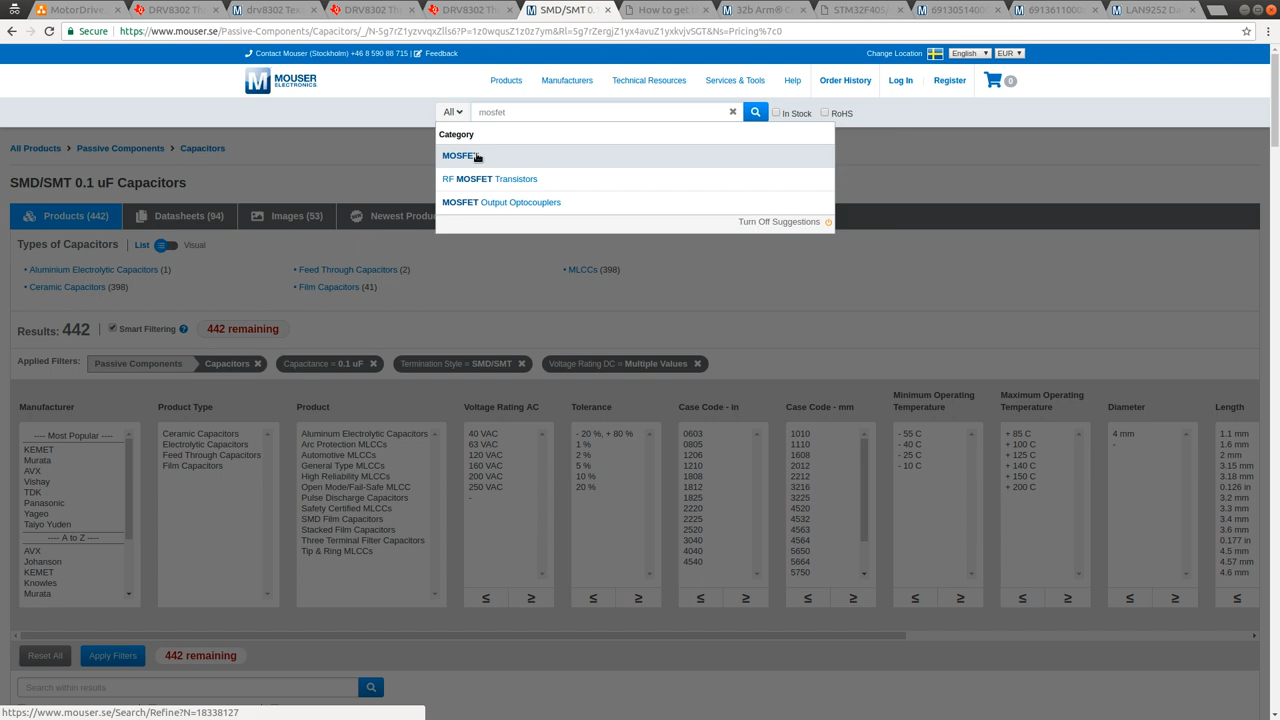 MotorDrive
DRV8302 T
drv8302 Tex
DRV8302 T
DRV8302 T
SMD/SMT 0.1
How to get
32b Arm® C
STM32F405/
6913051400
6913611000
LAN9252 Da
Secure https://www.mouser.se/Passive-Components/Capacitors/_/N-5g7rZ1yzvvqxZlls6?P=1z0wqusZ1z0z7ym&Rl=5g7rZergjZ1yx4avuZ1yxkvjvSGT&Ns=Pricing%7c0
Contact Mouser (Stockholm) +46 8 590 88 715 | Feedback
Change Location English EUR
MOUSER
ELECTRONICS
Products Manufacturers Technical Resources Services & Tools Help Order History Log In Register 0
All mosfet In Stock RoHS
Category
MOSFET
RF MOSFET Transistors
MOSFET Output Optocouplers
Turn Off Suggestions
All Products Passive Components Capacitors
SMD/SMT 0.1 uF Capacitors
Products (442) Datasheets (94) Images (53) Newest Produ
Types of Capacitors List Visual
Aluminium Electrolytic Capacitors (1) Feed Through Capacitors (2) MLCCs (398)
Ceramic Capacitors (398) Film Capacitors (41)
Results: 442 Smart Filtering 442 remaining
Applied Filters: Passive Components Capacitors Capacitance = 0.1 uF Termination Style = SMD/SMT Voltage Rating DC = Multiple Values
Manufacturer
---- Most Popular ----
KEMET
Murata
AVX
Vishay
TDK
Panasonic
Yageo
Taiyo Yuden
---- A to Z ----
AVX
Johanson
KEMET
Knowles
Murata
Product Type
Ceramic Capacitors
Electrolytic Capacitors
Feed Through Capacitors
Film Capacitors
Product
Aluminum Electrolytic Capacitors
Arc Protection MLCCs
Automotive MLCCs
General Type MLCCs
High Reliability MLCCs
Open Mode/Fail-Safe MLCC
Pulse Discharge Capacitors
Safety Certified MLCCs
SMD Film Capacitors
Stacked Film Capacitors
Three Terminal Filter Capacitors
Tip & Ring MLCCs
Voltage Rating AC
40 VAC
63 VAC
120 VAC
160 VAC
200 VAC
250 VAC
-
≤ ≥
Tolerance
- 20 %, + 80 %
1 %
2 %
5 %
10 %
20 %
≤ ≥
Case Code - in
0603
0805
1206
1210
1808
1812
1825
2220
2225
2520
3040
4040
4540
≤ ≥
Case Code - mm
1010
1110
1608
2012
2212
3216
3225
4520
4532
4563
4564
5650
5664
5750
≤ ≥
Minimum Operating
Temperature
- 55 C
- 40 C
- 25 C
- 10 C
≤ ≥
Maximum Operating
Temperature
+ 85 C
+ 105 C
+ 125 C
+ 140 C
+ 150 C
+ 200 C
≤ ≥
Diameter
4 mm
-
≤ ≥
Length
1.1 mm
1.6 mm
2 mm
3.15 mm
3.18 mm
0.126 in
3.2 mm
3.3 mm
3.4 mm
3.6 mm
0.177 in
4.5 mm
4.57 mm
4.6 mm
≤
Reset All Apply Filters 442 remaining
Search within results
https://www.mouser.se/Search/Refine?N=18338127